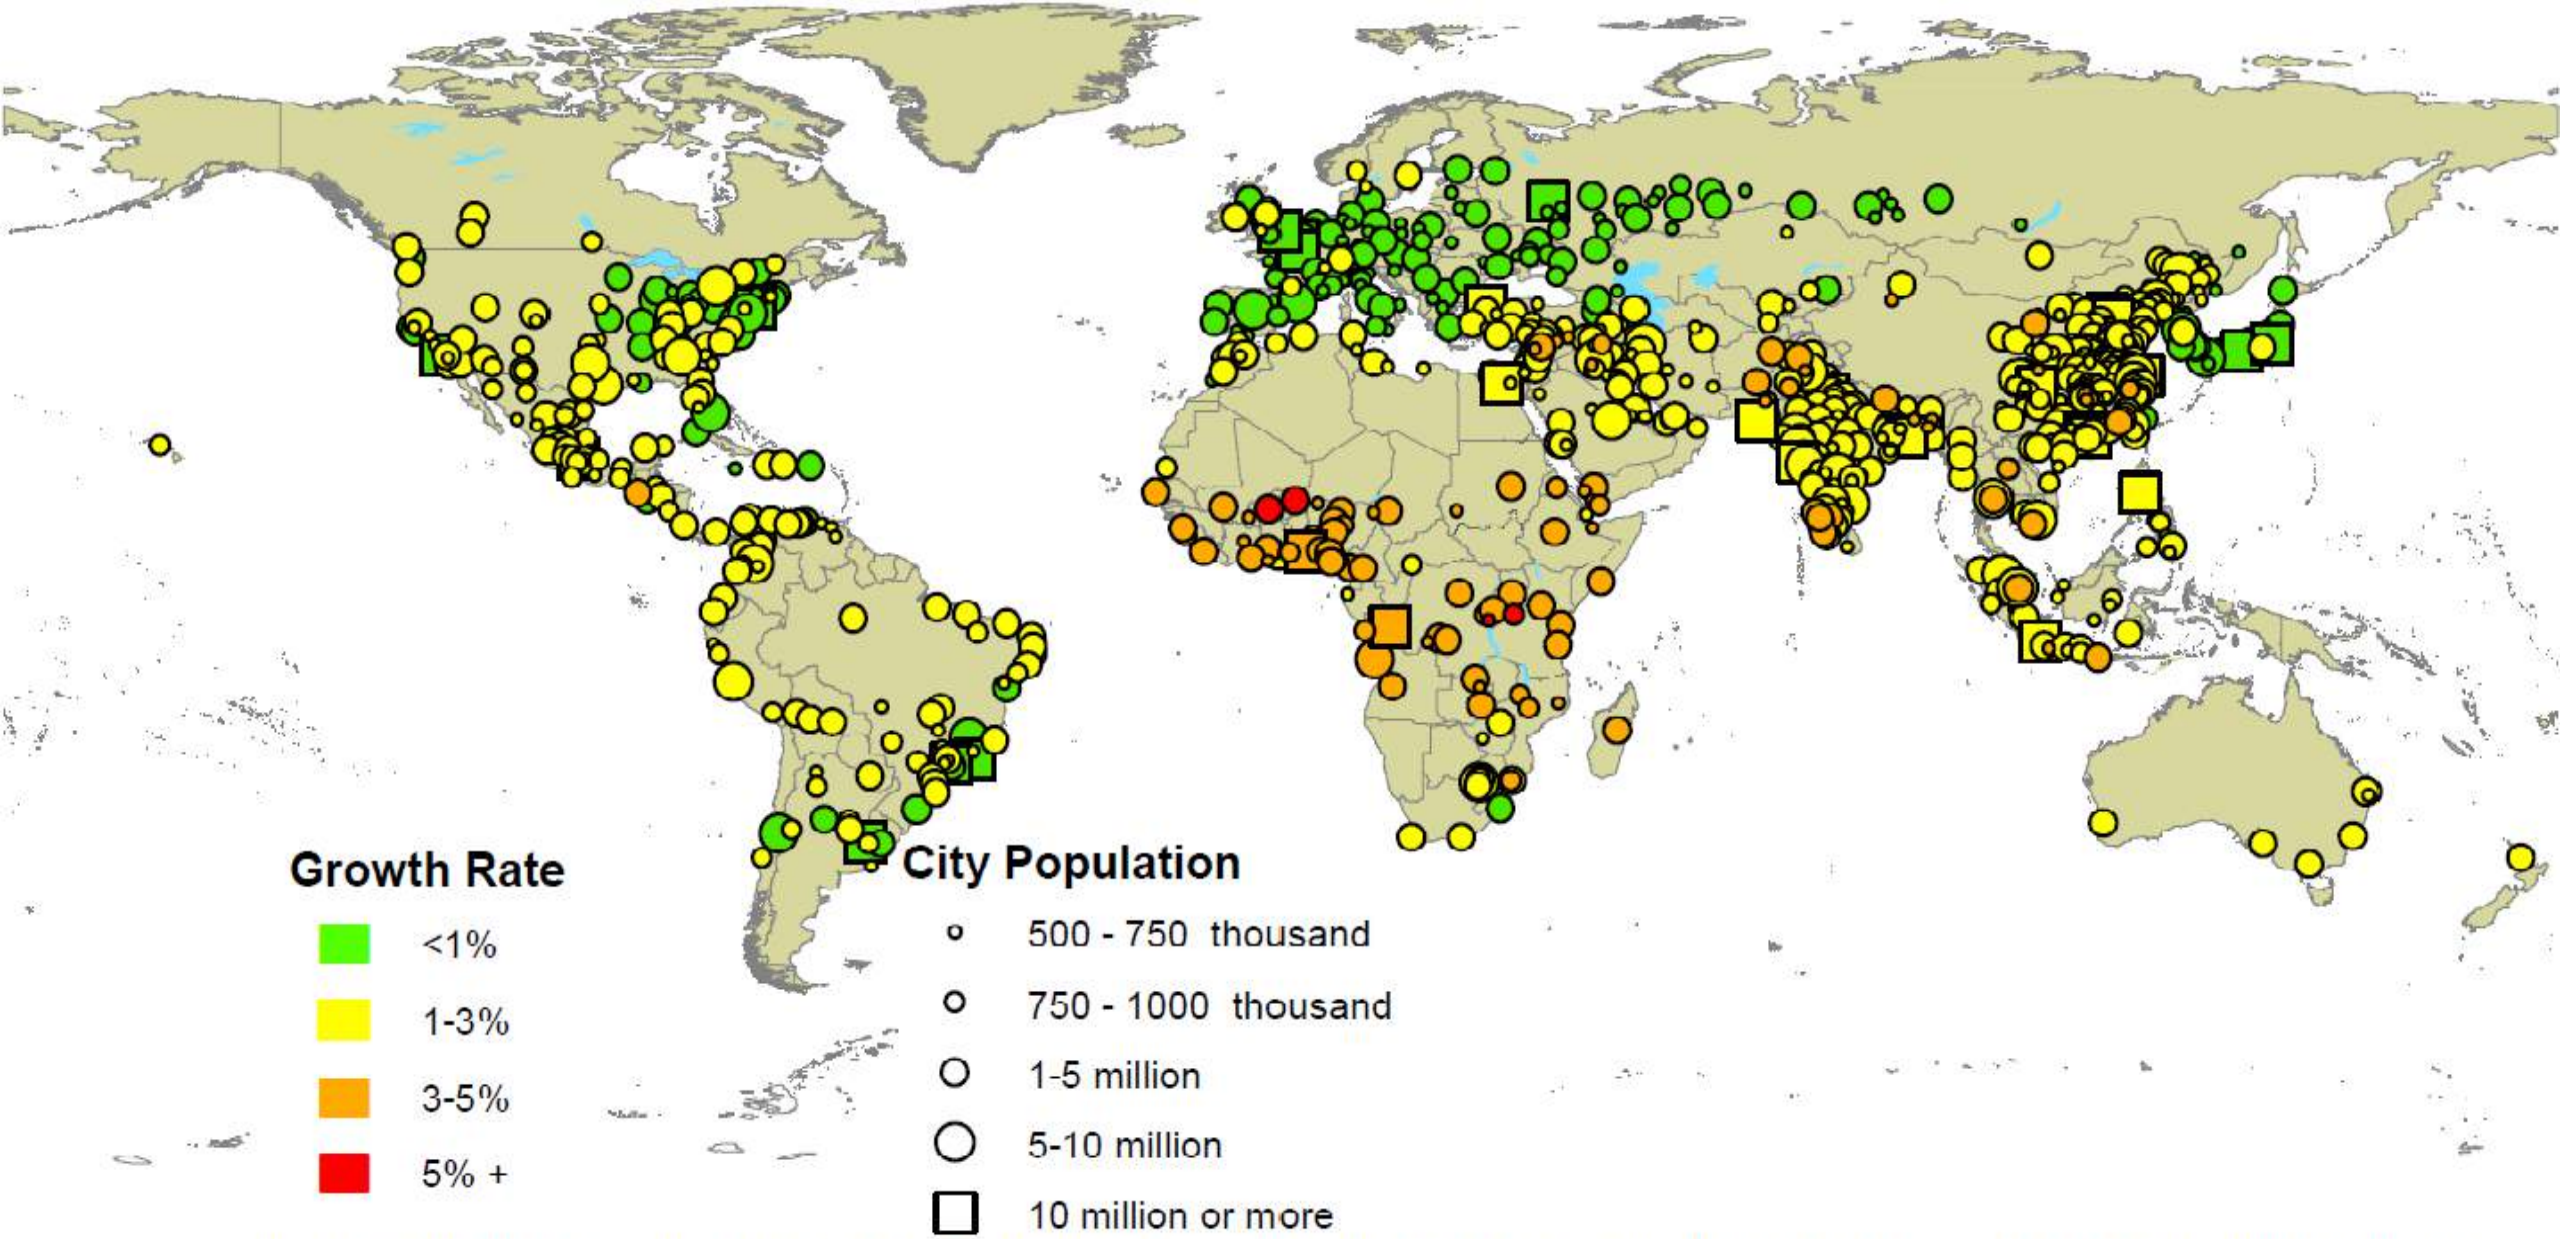 Growth Rate
<1%
1-3%
3-5%
5% +
City Population
500 - 750 thousand
750 - 1000 thousand
1-5 million
5-10 million
10 million or more